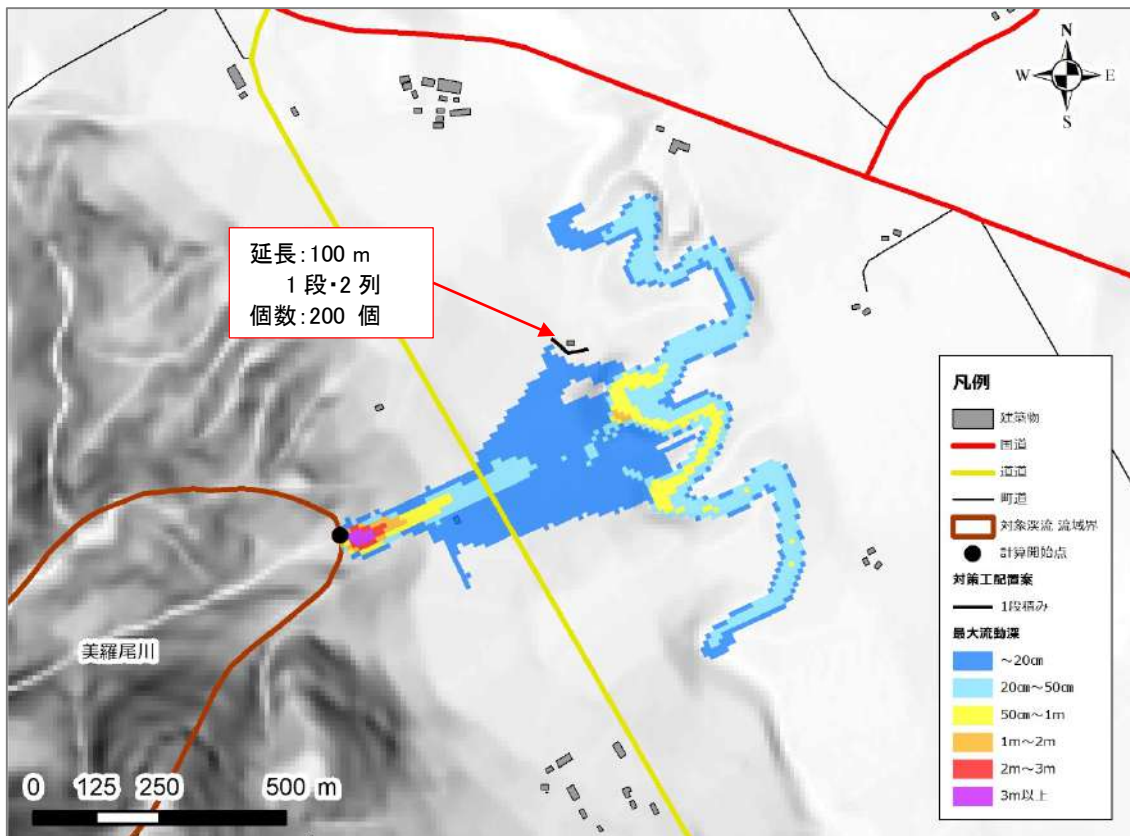 N
W
E
S
延長:100 m
1 段・2 列
個数:200 個
凡例
建築物
国道
道道
町道
対象渓流 流域界
計算開始点
対策工配置案
1段積み
最大流動深
～20cm
20cm～50cm
50cm～1m
1m～2m
2m～3m
3m以上
美羅尾川
0 125 250 500 m